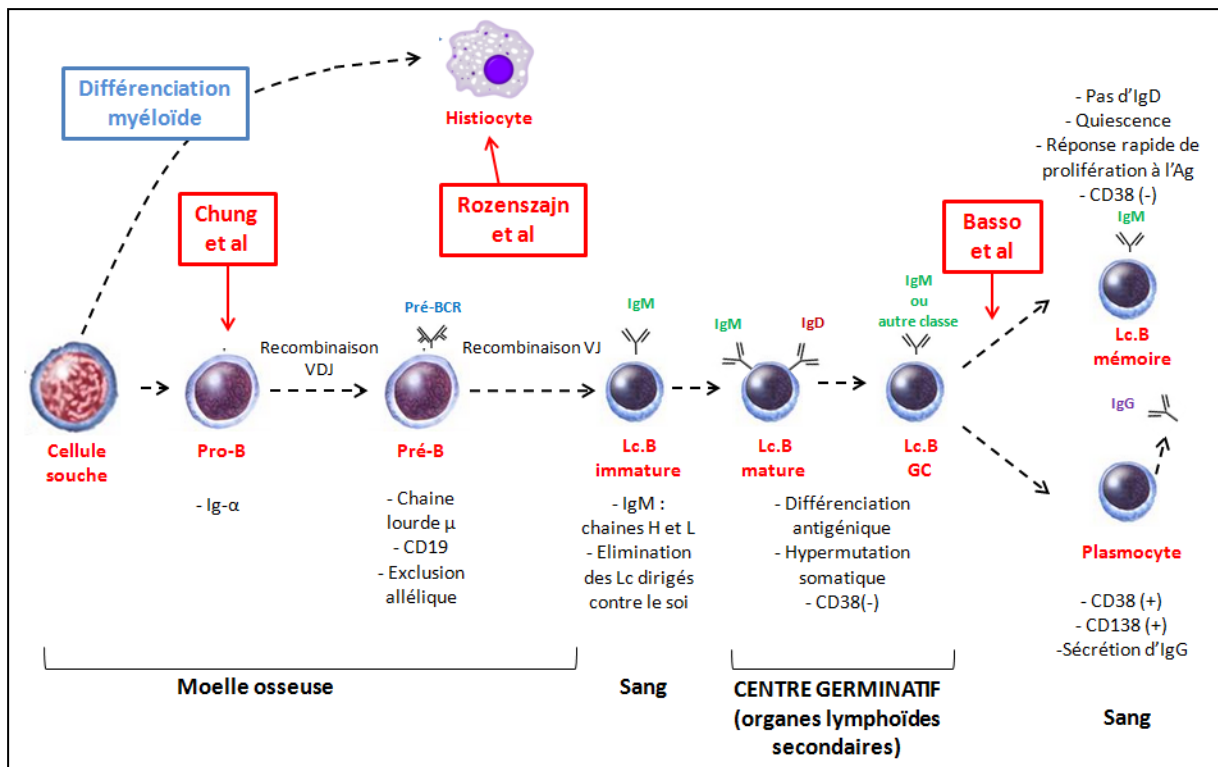 Différenciation
myéloïde
Histiocyte
Chung
et al
Rozenszajn
et al
Basso
et al
- Pas d'IgD
- Quiescence
- Réponse rapide de
prolifération à l'Ag
- CD38 (-)
IgM
Lc.B
mémoire
Pré-BCR
IgM
IgM
IgD
IgM
ou
autre classe
Recombinaison
VDJ
Recombinaison VJ
IgG
Cellule
souche
Pro-B
Pré-B
Lc.B
immature
Lc.B
mature
Lc.B
GC
Plasmocyte
- Ig-α
- Chaine
lourde µ
- CD19
- Exclusion
allélique
- IgM :
chaines H et L
- Elimination
des Lc dirigés
contre le soi
- Différenciation
antigénique
- Hypermutation
somatique
- CD38(-)
- CD38 (+)
- CD138 (+)
-Sécrétion d'IgG
Moelle osseuse
Sang
CENTRE GERMINATIF
(organes lymphoïdes
secondaires)
Sang